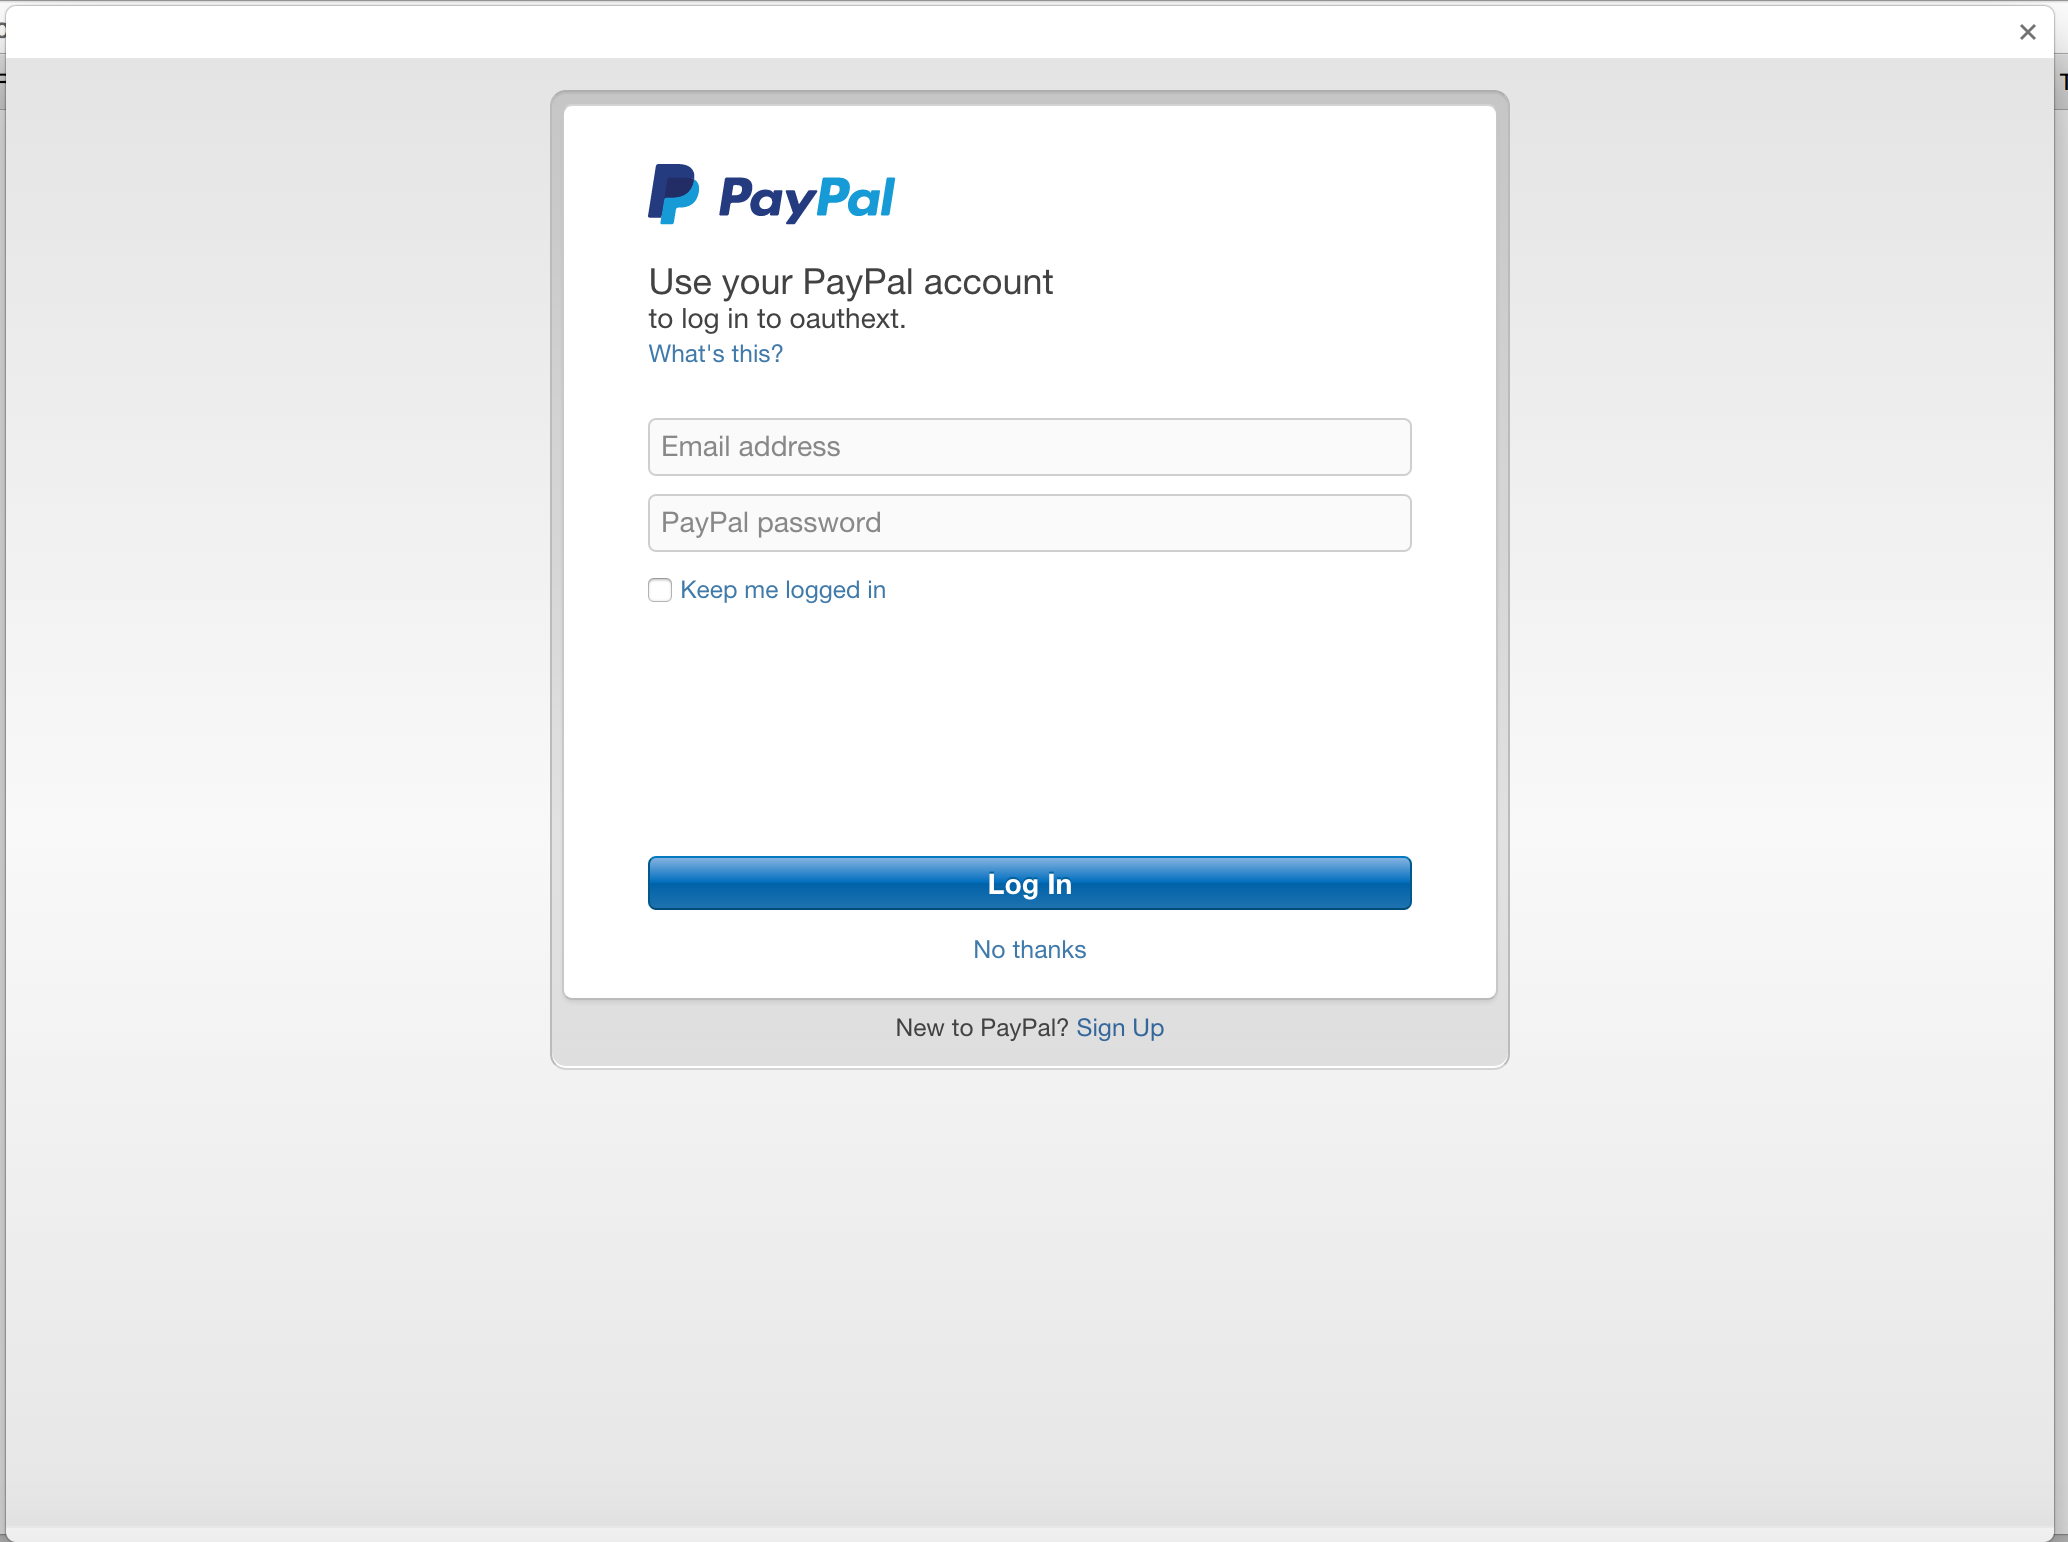 PayPal
Use your PayPal account
to log in to oauthext.
What's this?
Email address
PayPal password
Keep me logged in
Log In
No thanks
New to PayPal? Sign Up